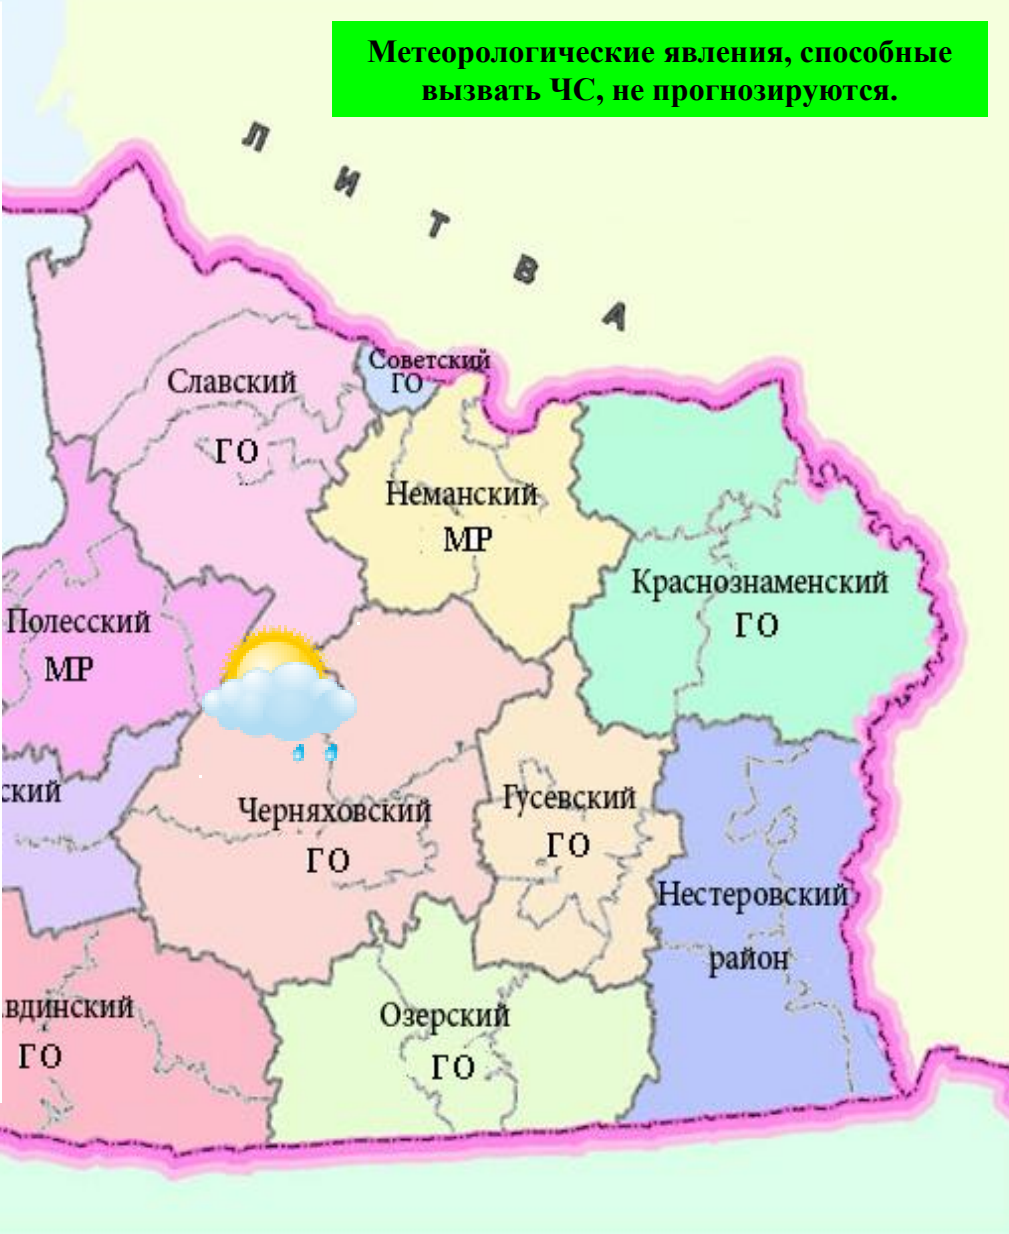 Метеорологические явления, способные
вызвать ЧС, не прогнозируются.
ЛИТВА
Советский
ГО
Славский
ГО
Неманский
МР
Краснознаменский
ГО
Полесский
МР
ский
Черняховский
ГО
Гусевский
ГО
Нестеровский
район
вдинский
ГО
Озерский
ГО